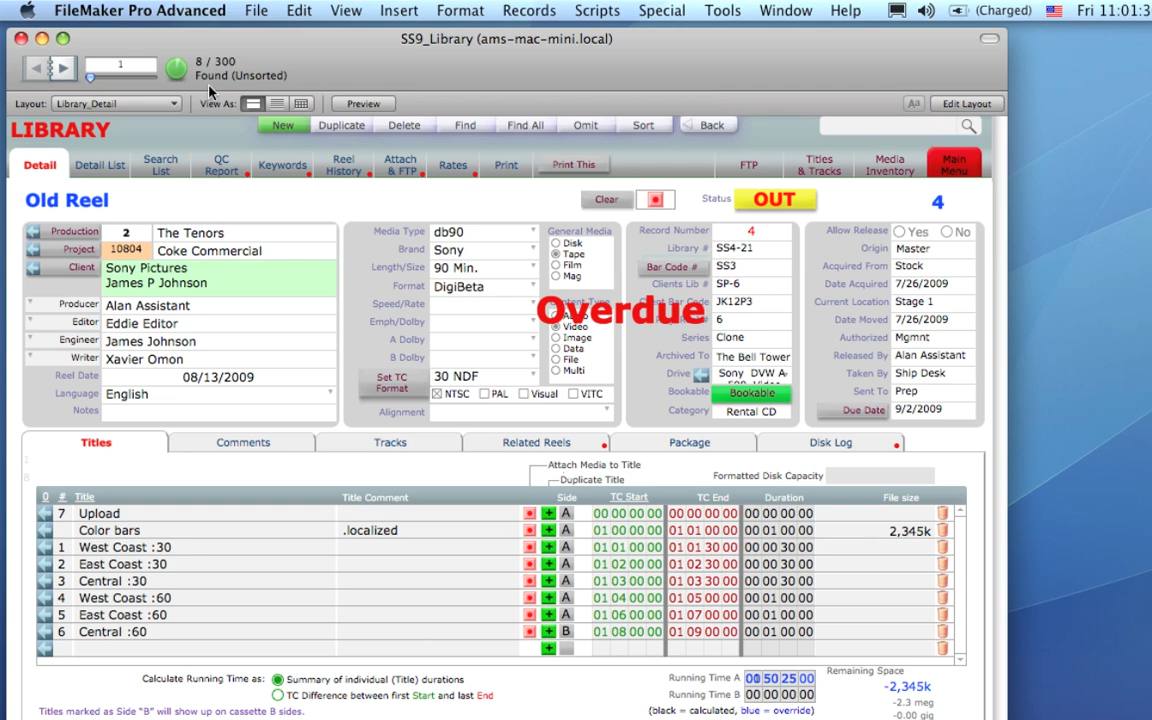 FileMaker Pro Advanced File Edit View Insert Format Records Scripts Special Tools Window Help (Charged) Fri 11:01:3
SS9_Library (ams-mac-mini.local)
1
8 / 300
Found (Unsorted)
Layout: Library_Detail View As: Preview Aa Edit Layout
LIBRARY New Duplicate Delete Find Find All Omit Sort Back
Detail Detail List Search List QC Report Keywords Reel History Attach & FTP Rates Print Print This FTP Titles & Tracks Media Inventory Main Menu
Old Reel Clear Status OUT 4
Production 2 The Tenors
Project 10804 Coke Commercial
Client Sony Pictures
James P Johnson
Producer Alan Assistant
Editor Eddie Editor
Engineer James Johnson
Writer Xavier Omon
Reel Date 08/13/2009
Language English
Notes
Media Type db90
Brand Sony
Length/Size 90 Min.
Format DigiBeta
Speed/Rate
Emph/Dolby
A Dolby
B Dolby
Set TC Format 30 NDF
NTSC PAL Visual VITC
Alignment
General Media
Disk
Tape
Film
Mag
Overdue
Video
Image
Data
File
Multi
Record Number 4
Library # SS4-21
Bar Code # SS3
Clients Lib # SP-6
Client Bar Code JK12P3
6
Series Clone
Archived To The Bell Tower
Drive Sony DVW A-
Bookable Bookable
Category Rental CD
Allow Release Yes No
Origin Master
Acquired From Stock
Date Acquired 7/26/2009
Current Location Stage 1
Date Moved 7/26/2009
Authorized Mgmnt
Released By Alan Assistant
Taken By Ship Desk
Sent To Prep
Due Date 9/2/2009
Titles Comments Tracks Related Reels Package Disk Log
Attach Media to Title
Duplicate Title
Formatted Disk Capacity
0 # Title Title Comment Side TC Start TC End Duration File size
7 Upload A 00 00 00 00 00 00 00 00 00 00 00 00
Color bars .localized A 01 00 00 00 01 01 00 00 00 01 00 00 2,345k
1 West Coast :30 A 01 01 00 00 01 01 30 00 00 00 30 00
2 East Coast :30 A 01 02 00 00 01 02 30 00 00 00 30 00
3 Central :30 A 01 03 00 00 01 03 30 00 00 00 30 00
4 West Coast :60 A 01 04 00 00 01 05 00 00 00 01 00 00
5 East Coast :60 A 01 06 00 00 01 07 00 00 00 01 00 00
6 Central :60 B 01 08 00 00 01 09 00 00 00 01 00 00
Calculate Running Time as: Summary of individual (Title) durations
TC Difference between first Start and last End
Titles marked as Side "B" will show up on cassette B sides.
Running Time A 00 50 25 00
Running Time B 00 00 00 00
(black = calculated, blue = override)
Remaining Space
-2,345k
-2.3 meg
-0.00 gig